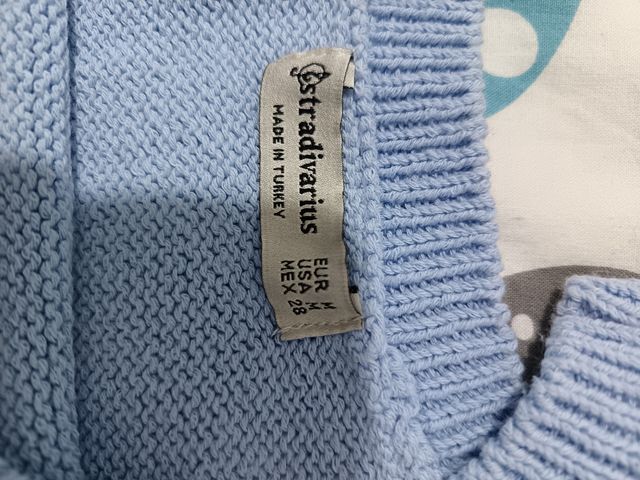 Stradivarius
MADE IN TURKEY
EUR M
USA M
MEX 28